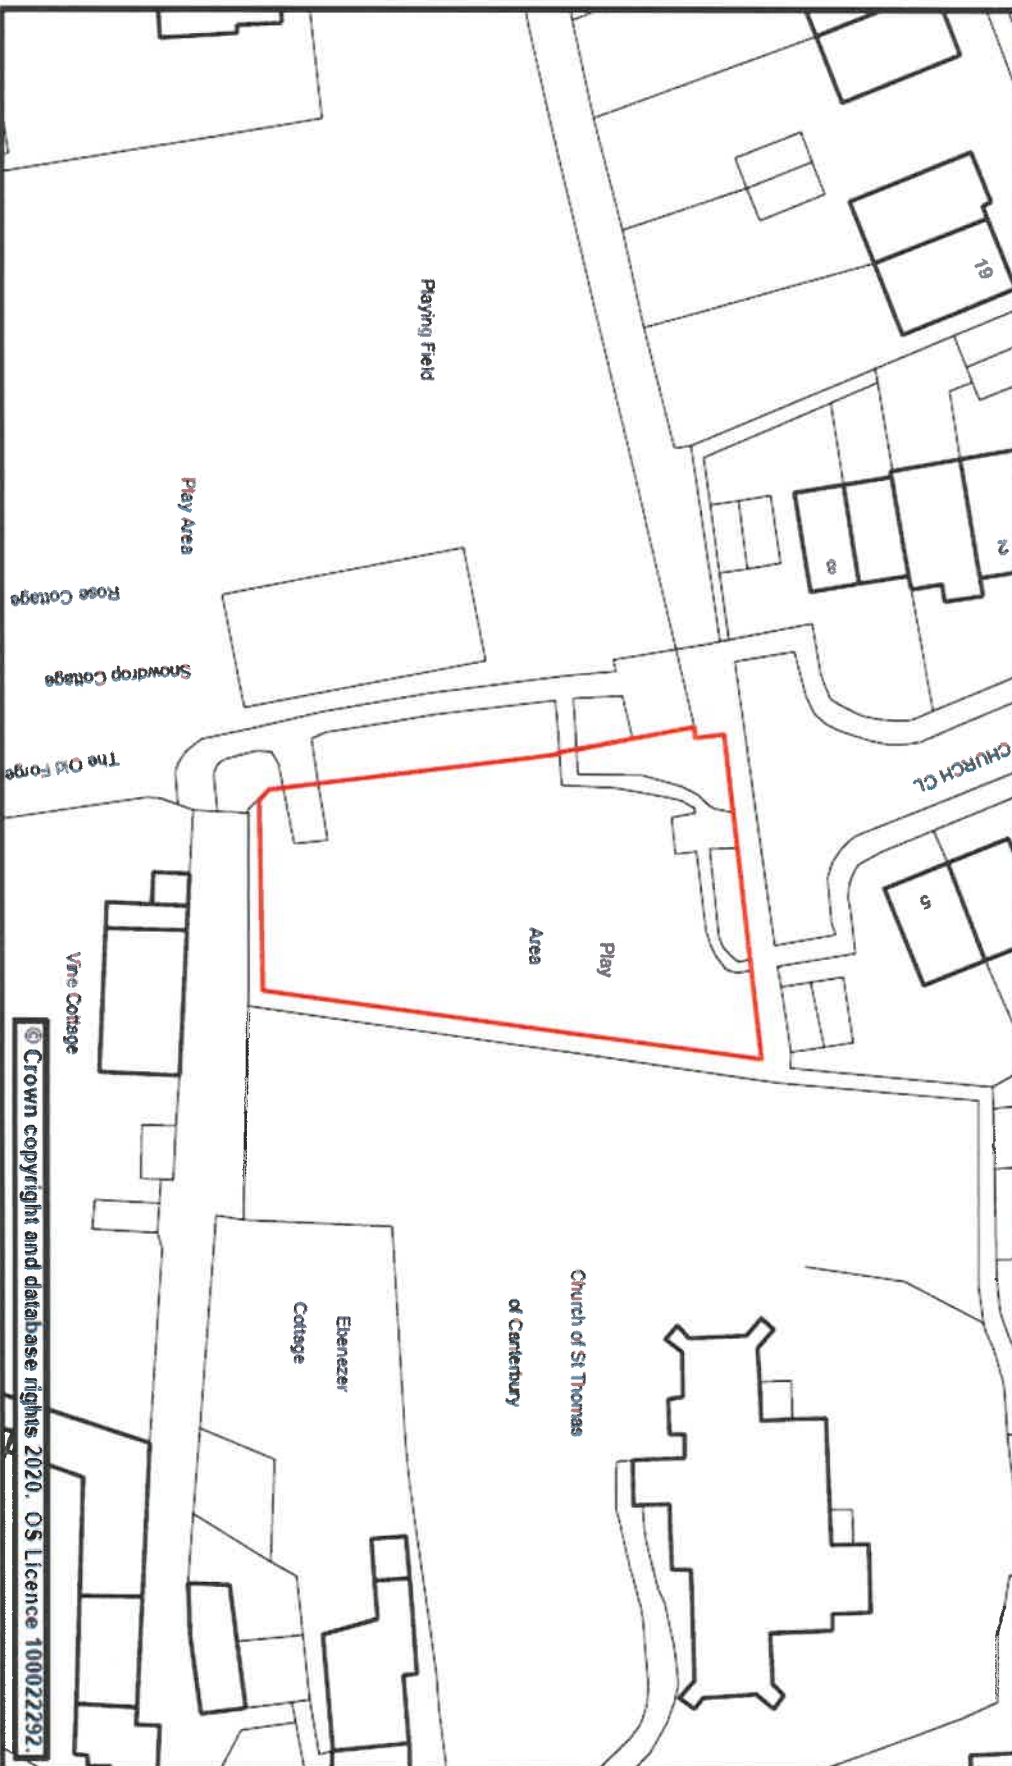 19
2
8
CHURCH CL
5
Playing Field
Play Area
Rose Cottage
Snowdrop Cottage
The Old Forge
Play
Area
Vine Cottage
Church of St Thomas
of Canterbury
Ebenezer
Cottage
© Crown copyright and database rights 2020. OS Licence 100022292.